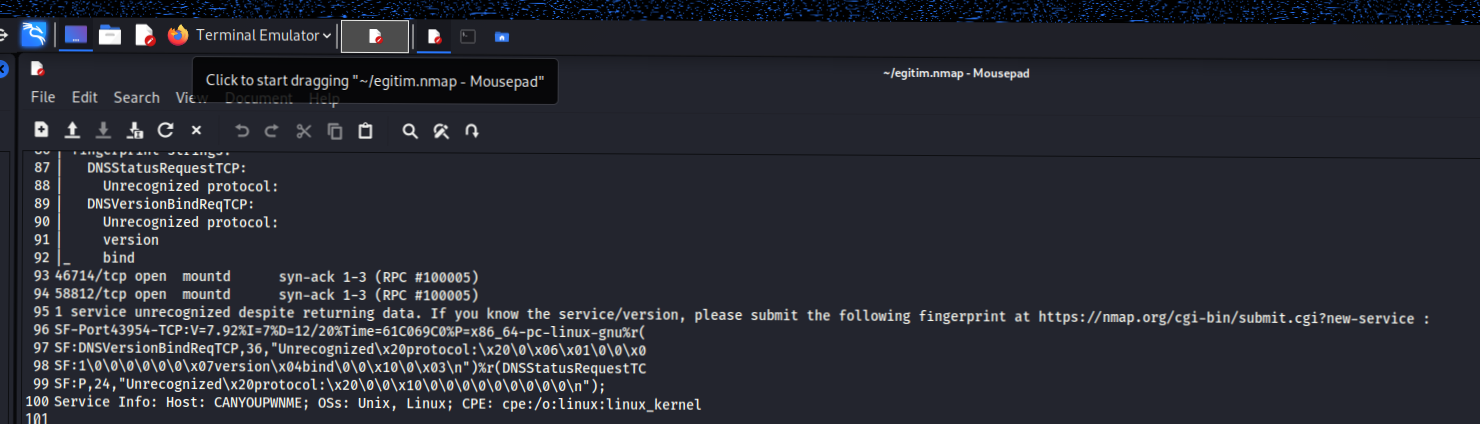 Terminal Emulator
~/egitim.nmap - Mousepad
Click to start dragging "~/egitim.nmap - Mousepad"
File Edit Search View Document Help
86| fingerprint-strings:
87| DNSStatusRequestTCP:
88| Unrecognized protocol:
89| DNSVersionBindReqTCP:
90| Unrecognized protocol:
91| version
92|_ bind
93 46714/tcp open mountd syn-ack 1-3 (RPC #100005)
94 58812/tcp open mountd syn-ack 1-3 (RPC #100005)
95 1 service unrecognized despite returning data. If you know the service/version, please submit the following fingerprint at https://nmap.org/cgi-bin/submit.cgi?new-service :
96 SF-Port43954-TCP:V=7.92%I=7%D=12/20%Time=61C069C0%P=x86_64-pc-linux-gnu%r(
97 SF:DNSVersionBindReqTCP,36,"Unrecognized\x20protocol:\x20\0\x06\x01\0\0\x0
98 SF:1\0\0\0\0\0\0\x07version\x04bind\0\0\x10\0\x03\n")%r(DNSStatusRequestTC
99 SF:P,24,"Unrecognized\x20protocol:\x20\0\0\x10\0\0\0\0\0\0\0\0\0\n");
100 Service Info: Host: CANYOUPWNME; OSs: Unix, Linux; CPE: cpe:/o:linux:linux_kernel
101